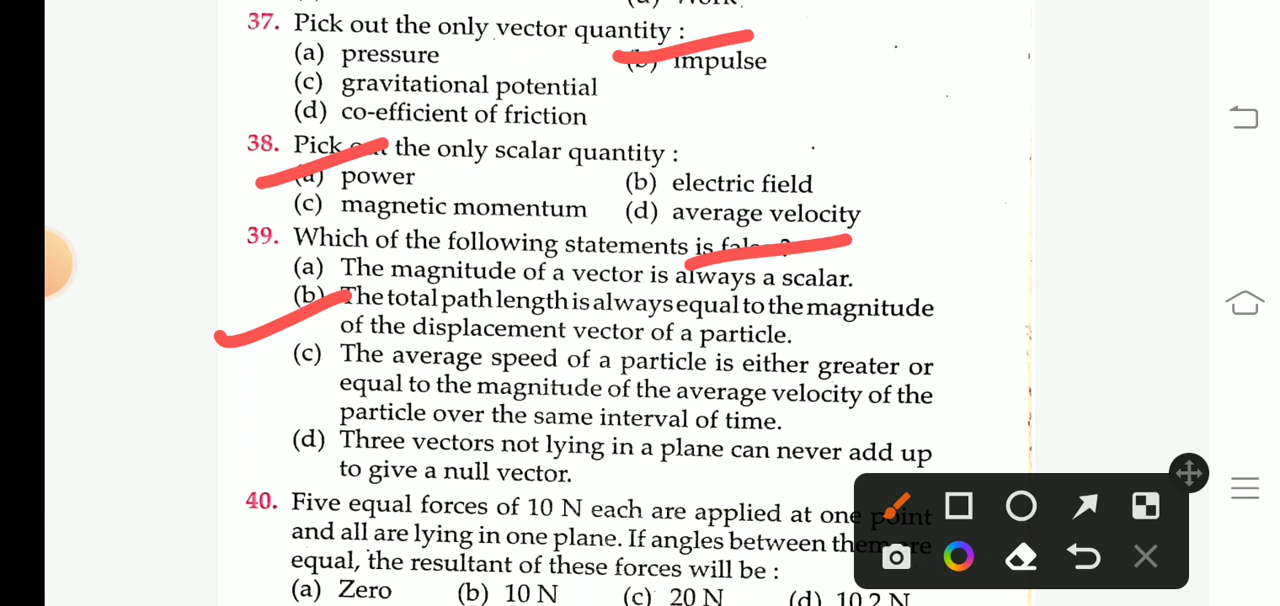 37. Pick out the only vector quantity :
(a) pressure (b) impulse
(c) gravitational potential
(d) co-efficient of friction
38. Pick out the only scalar quantity :
(a) power (b) electric field
(c) magnetic momentum (d) average velocity
39. Which of the following statements is false ?
(a) The magnitude of a vector is always a scalar.
(b) The total path length is always equal to the magnitude
of the displacement vector of a particle.
(c) The average speed of a particle is either greater or
equal to the magnitude of the average velocity of the
particle over the same interval of time.
(d) Three vectors not lying in a plane can never add up
to give a null vector.
40. Five equal forces of 10 N each are applied at one point
and all are lying in one plane. If angles between them are
equal, the resultant of these forces will be :
(a) Zero (b) 10 N (c) 20 N (d)